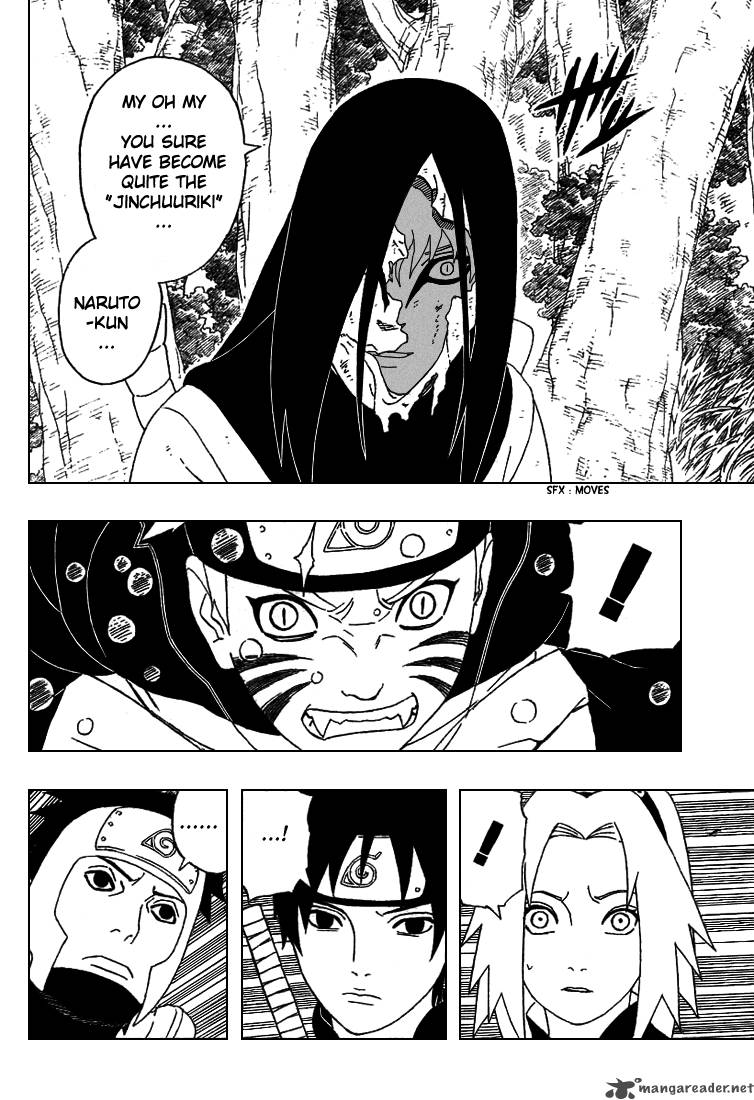 MY OH MY
...
YOU SURE
HAVE BECOME
QUITE THE
"JINCHUURIKI"
...
NARUTO
-KUN
...
SFX : MOVES
!
.......
...!
!
mangareader.net